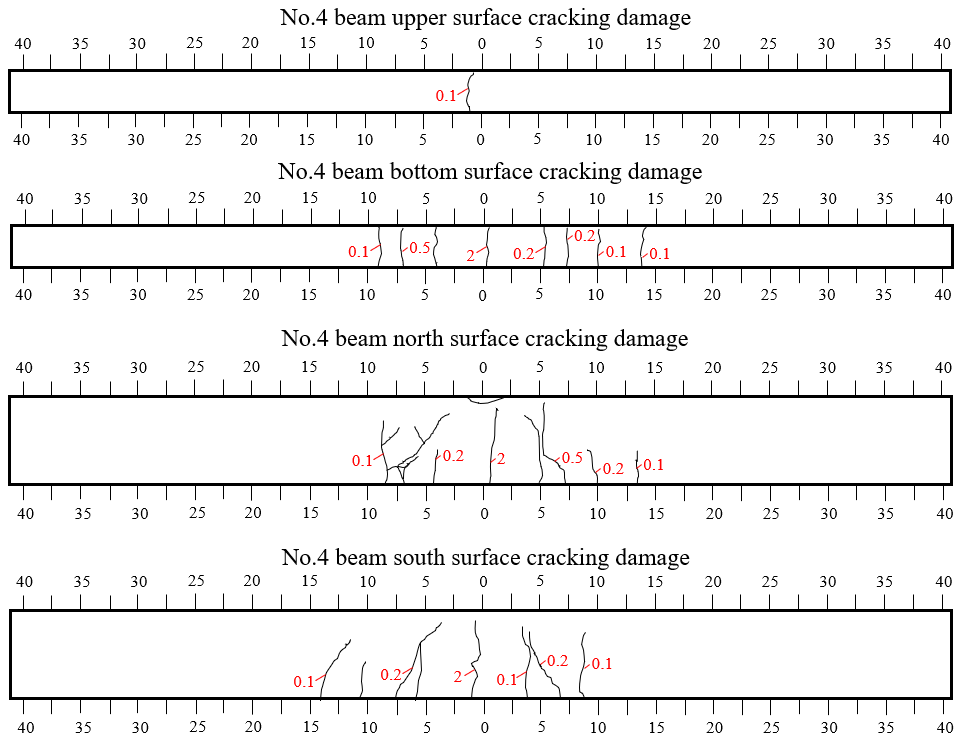 No.4 beam upper surface cracking damage
40 35 30 25 20 15 10 5 0 5 10 15 20 25 30 35 40
0.1
40 35 30 25 20 15 10 5 0 5 10 15 20 25 30 35 40
No.4 beam bottom surface cracking damage
40 35 30 25 20 15 10 5 0 5 10 15 20 25 30 35 40
0.1 0.5 2 0.2 0.2 0.1 0.1
40 35 30 25 20 15 10 5 0 5 10 15 20 25 30 35 40
No.4 beam north surface cracking damage
40 35 30 25 20 15 10 5 0 5 10 15 20 25 30 35 40
0.1 0.2 2 0.5 0.2 0.1
40 35 30 25 20 15 10 5 0 5 10 15 20 25 30 35 40
No.4 beam south surface cracking damage
40 35 30 25 20 15 10 5 0 5 10 15 20 25 30 35 40
0.1 0.2 2 0.1 0.2 0.1
40 35 30 25 20 15 10 5 0 5 10 15 20 25 30 35 40